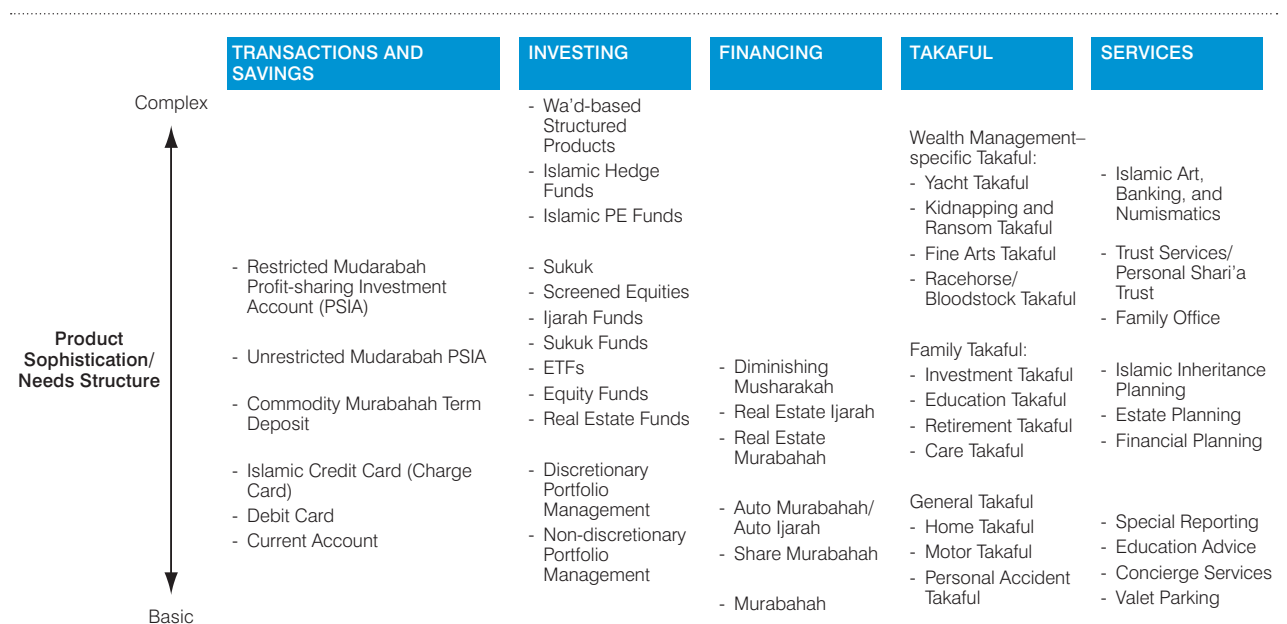 TRANSACTIONS AND
SAVINGS
INVESTING
FINANCING
TAKAFUL
SERVICES
Complex
Product
Sophistication/
Needs Structure
Basic
- Restricted Mudarabah
Profit-sharing Investment
Account (PSIA)
- Unrestricted Mudarabah PSIA
- Commodity Murabahah Term
Deposit
- Islamic Credit Card (Charge
Card)
- Debit Card
- Current Account
- Wa’d-based
Structured
Products
- Islamic Hedge
Funds
- Islamic PE Funds
- Sukuk
- Screened Equities
- Ijarah Funds
- Sukuk Funds
- ETFs
- Equity Funds
- Real Estate Funds
- Discretionary
Portfolio
Management
- Non-discretionary
Portfolio
Management
- Diminishing
Musharakah
- Real Estate Ijarah
- Real Estate
Murabahah
- Auto Murabahah/
Auto Ijarah
- Share Murabahah
- Murabahah
Wealth Management–
specific Takaful:
- Yacht Takaful
- Kidnapping and
Ransom Takaful
- Fine Arts Takaful
- Racehorse/
Bloodstock Takaful
Family Takaful:
- Investment Takaful
- Education Takaful
- Retirement Takaful
- Care Takaful
General Takaful
- Home Takaful
- Motor Takaful
- Personal Accident
Takaful
- Islamic Art,
Banking, and
Numismatics
- Trust Services/
Personal Shari’a
Trust
- Family Office
- Islamic Inheritance
Planning
- Estate Planning
- Financial Planning
- Special Reporting
- Education Advice
- Concierge Services
- Valet Parking